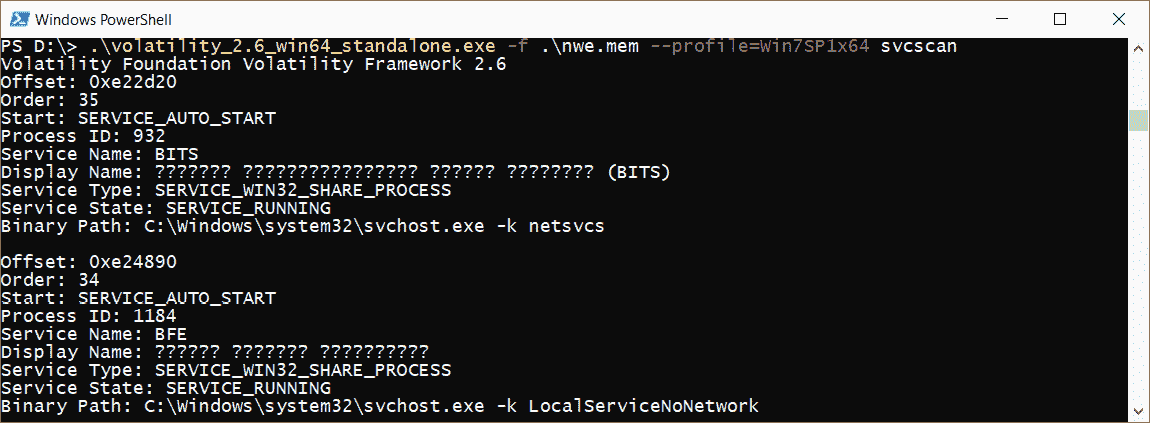 Windows PowerShell
PS D:\> .\volatility_2.6_win64_standalone.exe -f .\nwe.mem --profile=Win7SP1x64 svcscan
Volatility Foundation Volatility Framework 2.6
Offset: 0xe22d20
Order: 35
Start: SERVICE_AUTO_START
Process ID: 932
Service Name: BITS
Display Name: ??????? ???????????????? ?????? ???????? (BITS)
Service Type: SERVICE_WIN32_SHARE_PROCESS
Service State: SERVICE_RUNNING
Binary Path: C:\Windows\system32\svchost.exe -k netsvcs

Offset: 0xe24890
Order: 34
Start: SERVICE_AUTO_START
Process ID: 1184
Service Name: BFE
Display Name: ?????? ??????? ??????????
Service Type: SERVICE_WIN32_SHARE_PROCESS
Service State: SERVICE_RUNNING
Binary Path: C:\Windows\system32\svchost.exe -k LocalServiceNoNetwork